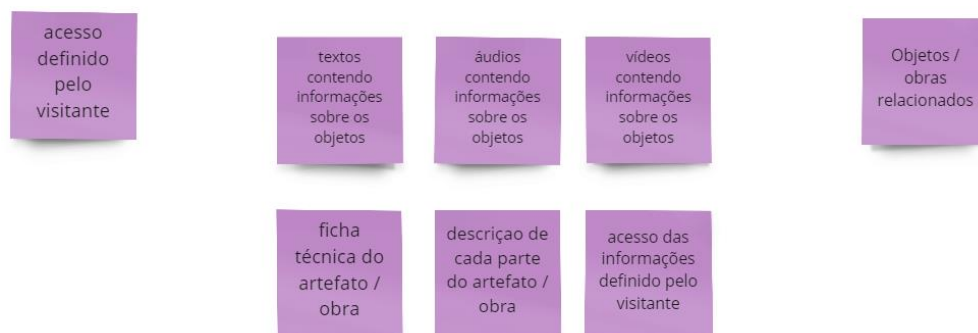 acesso
definido
pelo
visitante
textos
contendo
informações
sobre os
objetos
áudios
contendo
informações
sobre os
objetos
vídeos
contendo
informações
sobre os
objetos
Objetos /
obras
relacionados
ficha
técnica do
artefato /
obra
descriçao de
cada parte
do artefato /
obra
acesso das
informações
definido pelo
visitante